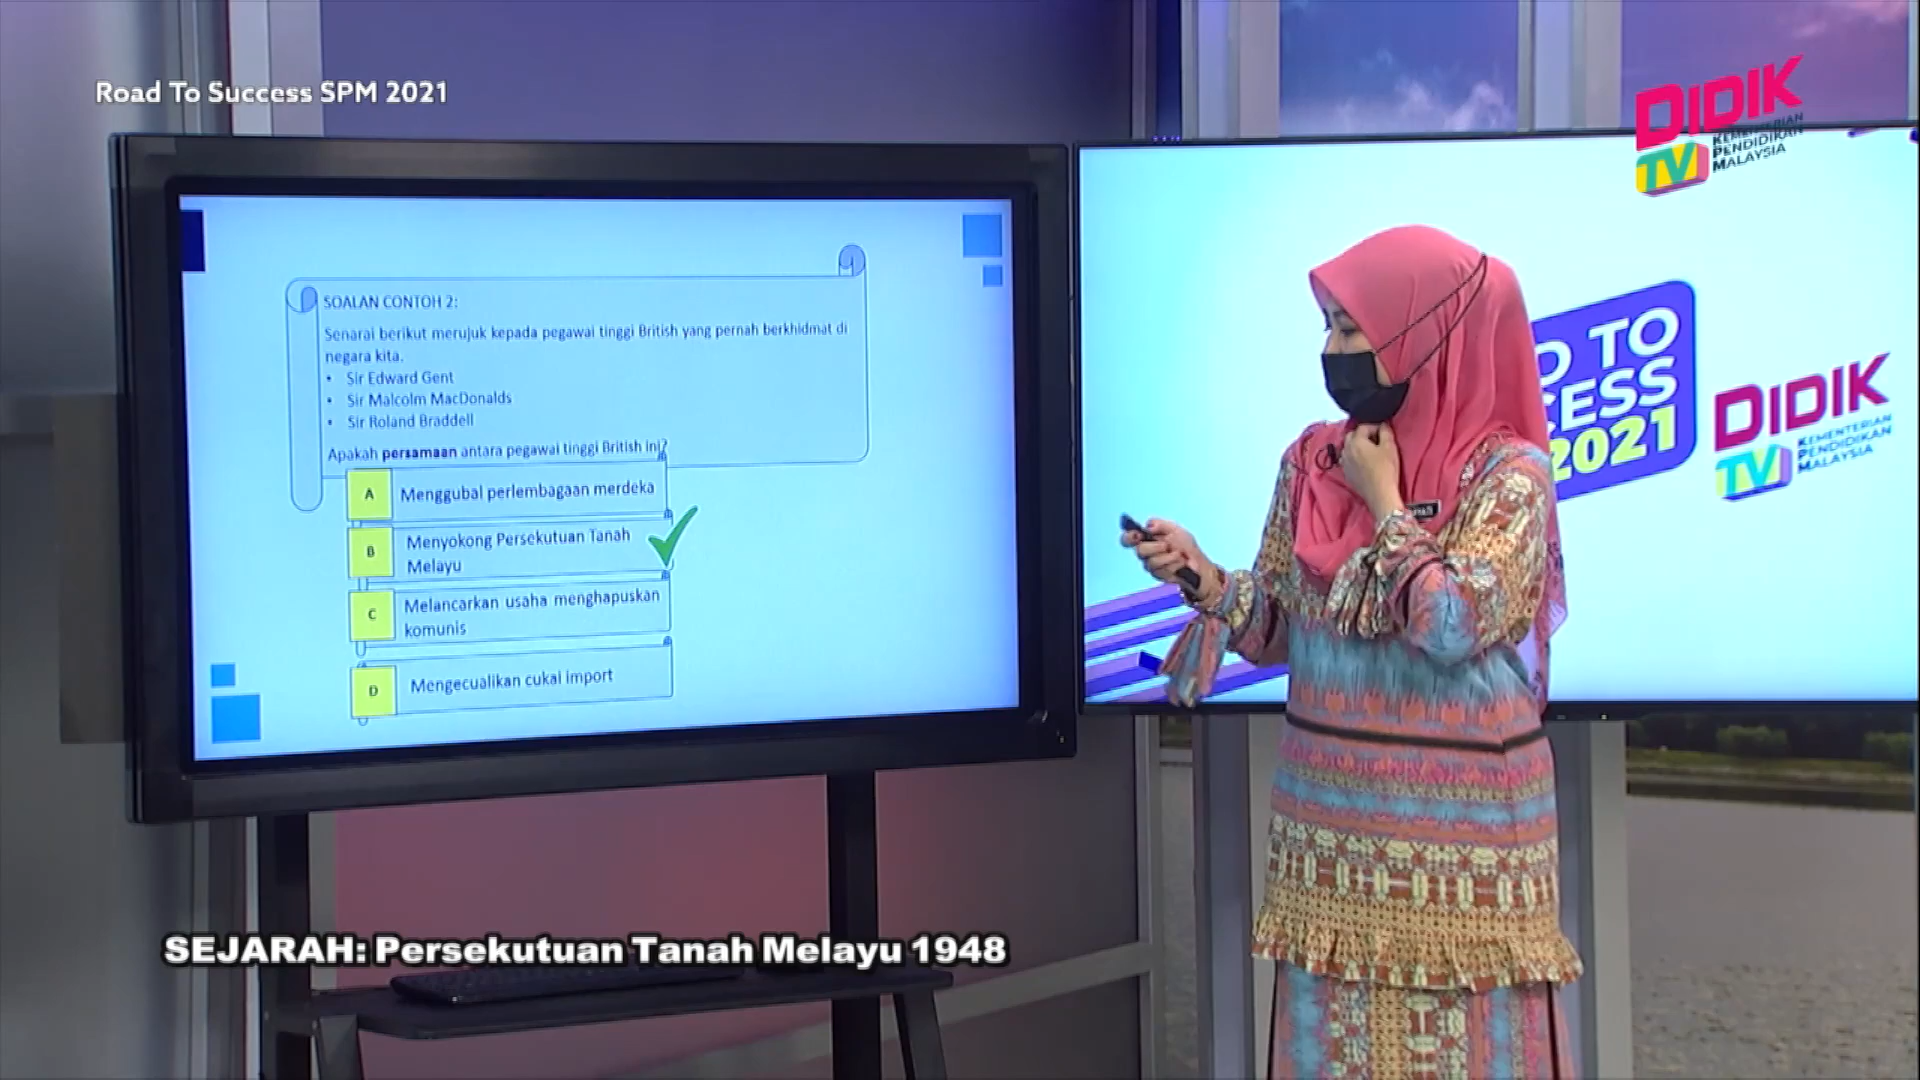 Road To Success SPM 2021
DIDIK
TV
KEMENTERIAN
PENDIDIKAN
MALAYSIA
SOALAN CONTOH 2:
Senarai berikut merujuk kepada pegawai tinggi British yang pernah berkhidmat di
negara kita.
• Sir Edward Gent
• Sir Malcolm MacDonalds
• Sir Roland Braddell
Apakah persamaan antara pegawai tinggi British ini?
A Menggubal perlembagaan merdeka
B Menyokong Persekutuan Tanah
Melayu
C Melancarkan usaha menghapuskan
komunis
D Mengecualikan cukai import
TO
CESS
2021
DIDIK
TV
KEMENTERIAN
PENDIDIKAN
MALAYSIA
SEJARAH: Persekutuan Tanah Melayu 1948